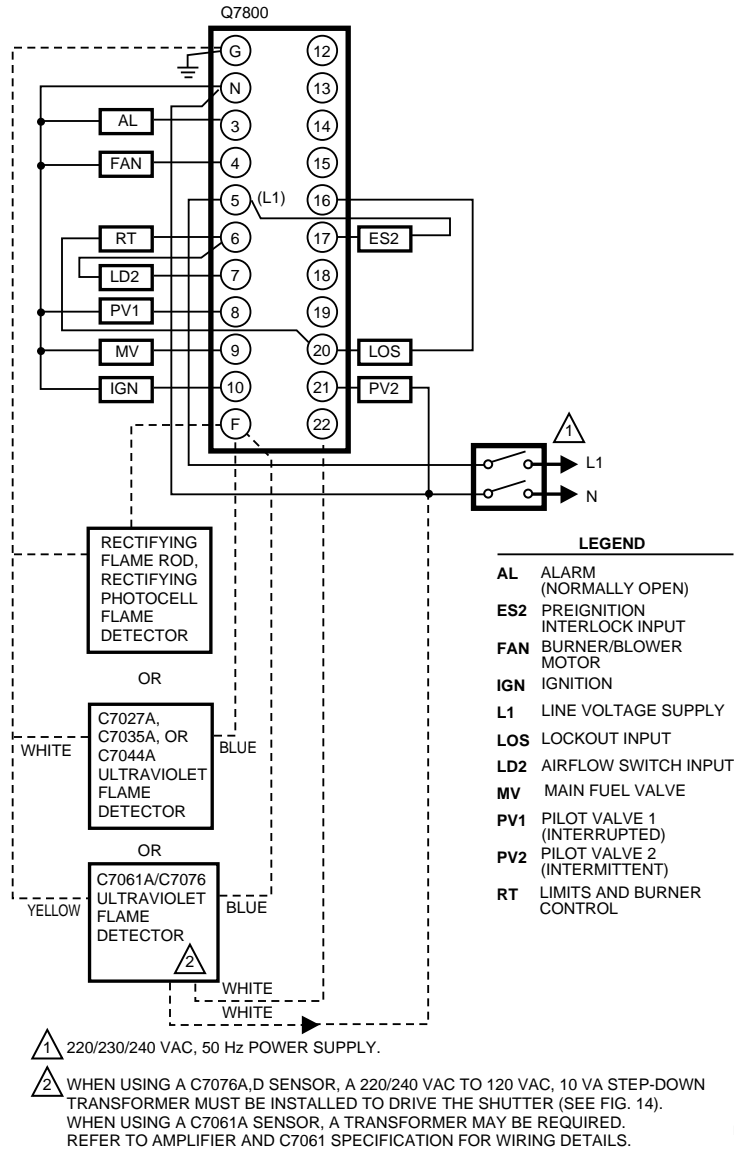 Q7800
G 12
N 13
AL 3 14
FAN 4 15
5 (L1) 16
RT 6 17 ES2
LD2 7 18
PV1 8 19
MV 9 20 LOS
IGN 10 21 PV2
F 22
1
L1
N
RECTIFYING
FLAME ROD,
RECTIFYING
PHOTOCELL
FLAME
DETECTOR
OR
C7027A,
C7035A, OR
C7044A
ULTRAVIOLET
FLAME
DETECTOR
WHITE
BLUE
OR
C7061A/C7076
ULTRAVIOLET
FLAME
DETECTOR
2
YELLOW
BLUE
WHITE
WHITE
LEGEND
AL ALARM
(NORMALLY OPEN)
ES2 PREIGNITION
INTERLOCK INPUT
FAN BURNER/BLOWER
MOTOR
IGN IGNITION
L1 LINE VOLTAGE SUPPLY
LOS LOCKOUT INPUT
LD2 AIRFLOW SWITCH INPUT
MV MAIN FUEL VALVE
PV1 PILOT VALVE 1
(INTERRUPTED)
PV2 PILOT VALVE 2
(INTERMITTENT)
RT LIMITS AND BURNER
CONTROL
1 220/230/240 VAC, 50 Hz POWER SUPPLY.
2 WHEN USING A C7076A,D SENSOR, A 220/240 VAC TO 120 VAC, 10 VA STEP-DOWN
TRANSFORMER MUST BE INSTALLED TO DRIVE THE SHUTTER (SEE FIG. 14).
WHEN USING A C7061A SENSOR, A TRANSFORMER MAY BE REQUIRED.
REFER TO AMPLIFIER AND C7061 SPECIFICATION FOR WIRING DETAILS.